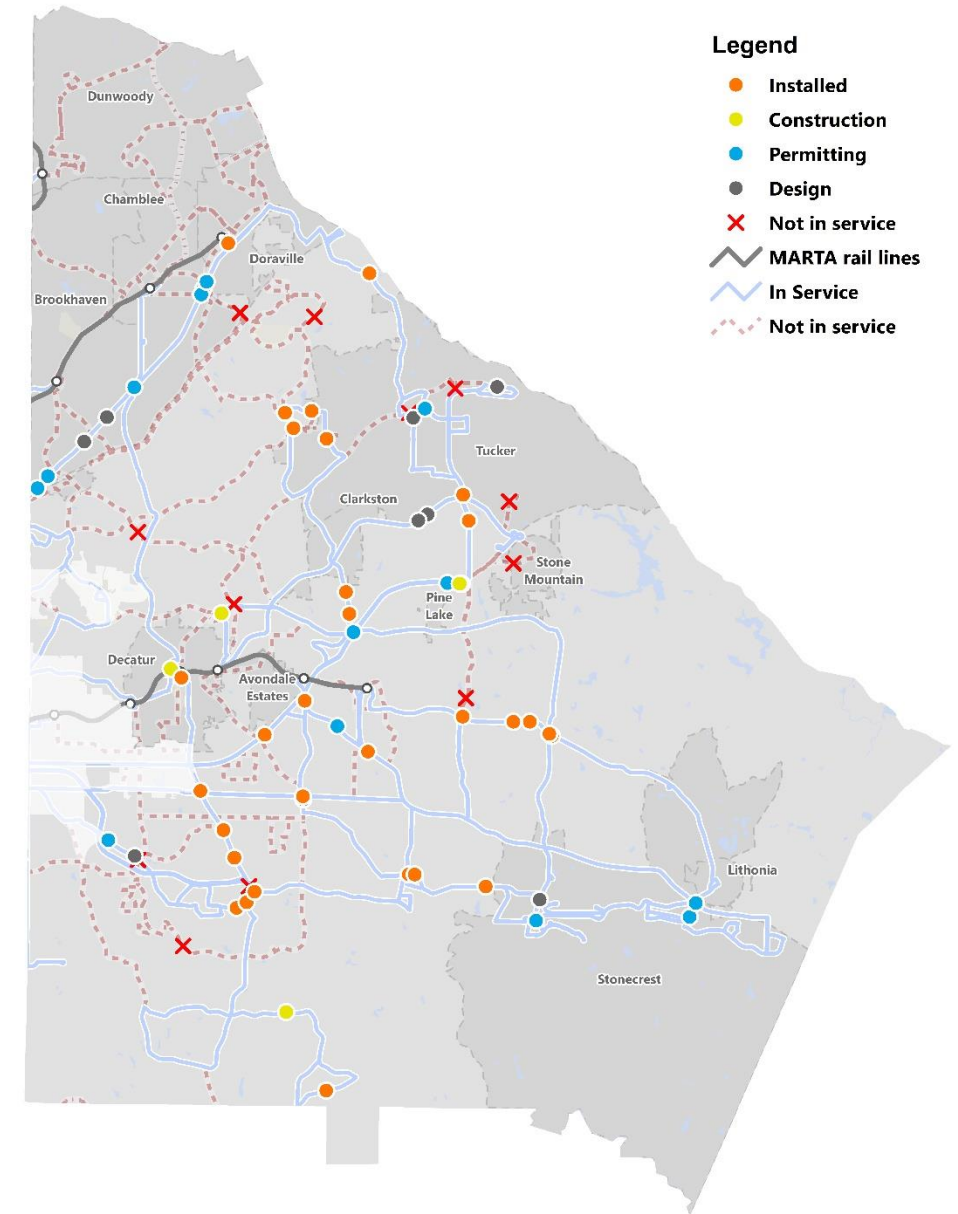 Legend
Installed
Construction
Permitting
Design
Not in service
MARTA rail lines
In Service
Not in service
Dunwoody
Chamblee
Doraville
Brookhaven
Tucker
Clarkston
Stone
Mountain
Pine
Lake
Decatur
Avondale
Estates
Lithonia
Stonecrest